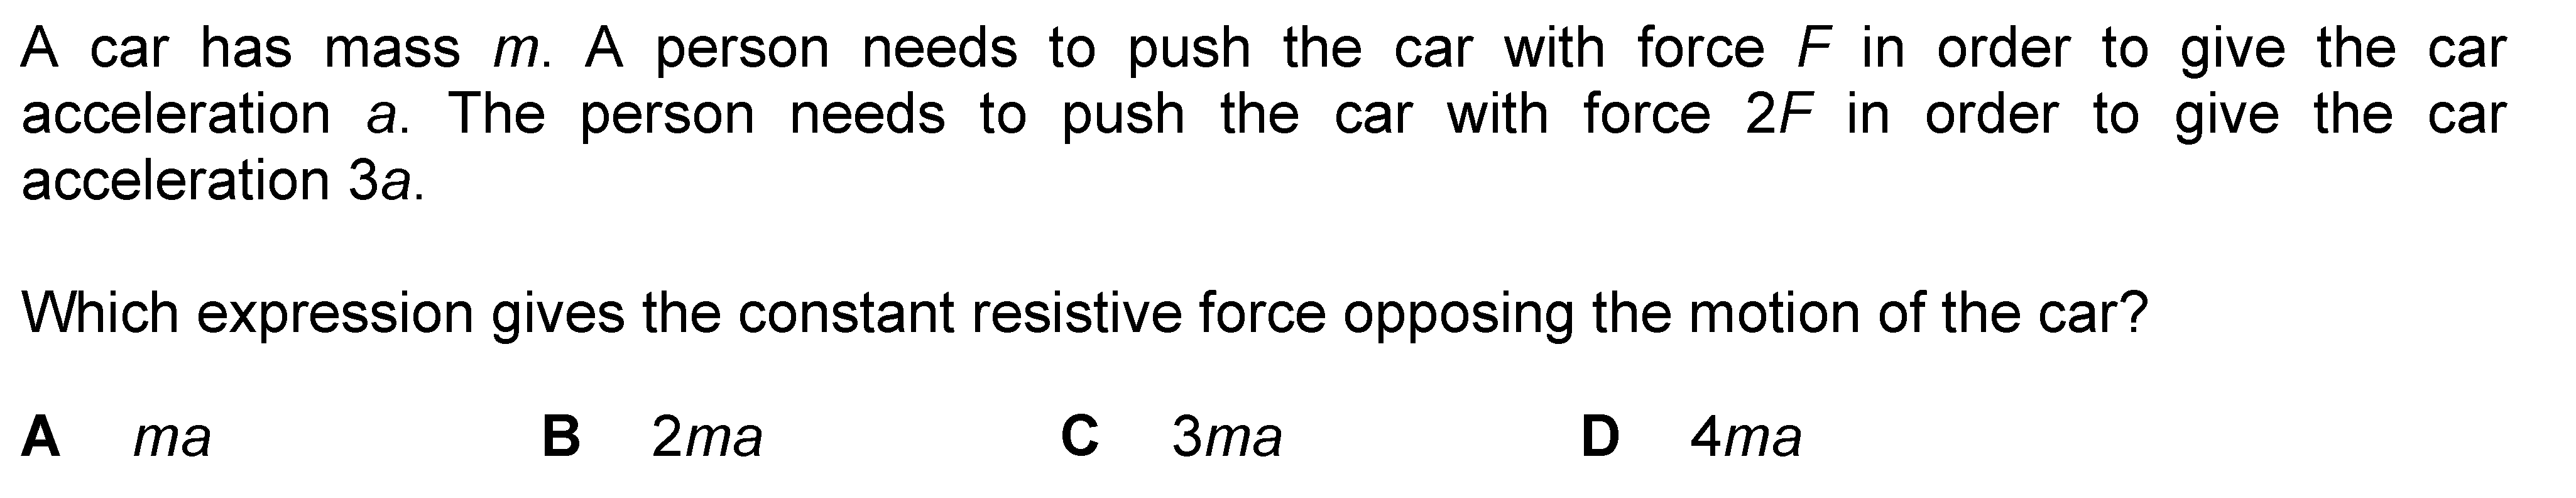 A car has mass m. A person needs to push the car with force F in order to give the car
acceleration a. The person needs to push the car with force 2F in order to give the car
acceleration 3a.
Which expression gives the constant resistive force opposing the motion of the car?
A ma B 2ma C 3ma D 4ma